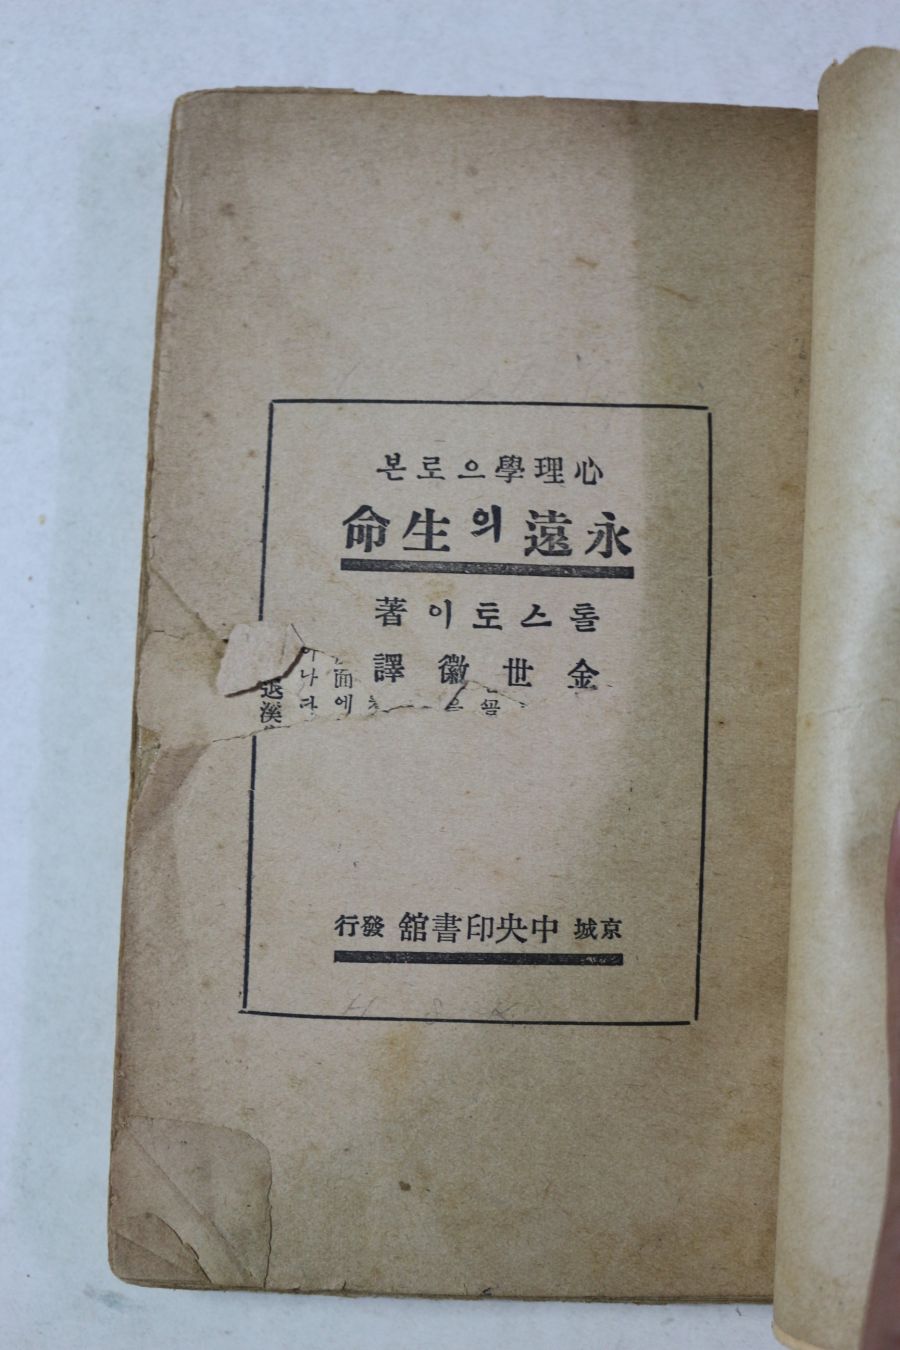 心理學으로본
永遠의生命
톨스토이著
金世徽譯
京城 中央印書舘 發行